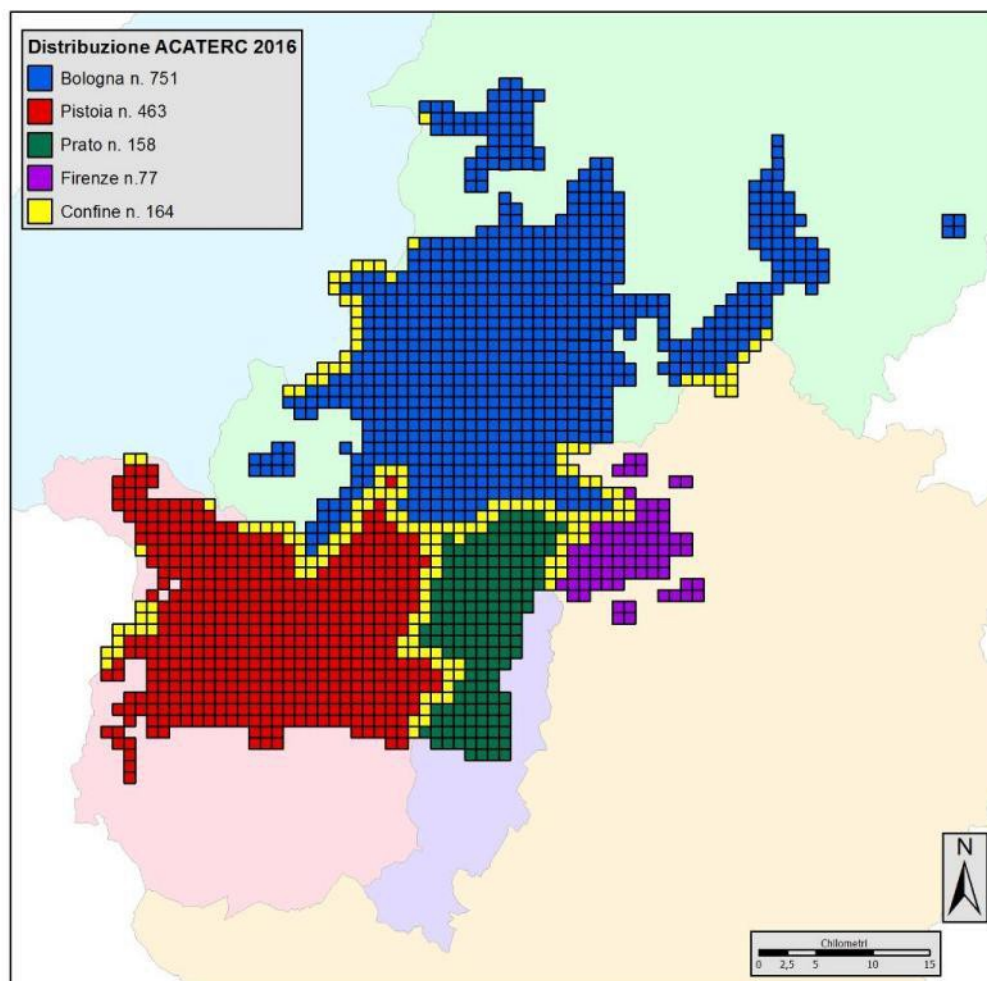 Distribuzione ACATERC 2016
Bologna n. 751
Pistoia n. 463
Prato n. 158
Firenze n.77
Confine n. 164
N
Chilometri
0 2,5 5 10 15